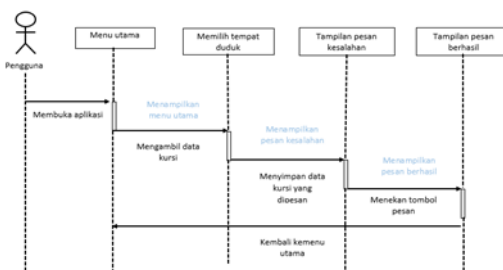 Menu utama
Memilih tempat
duduk
Tampilan pesan
kesalahan
Tampilan pesan
berhasil
Pengguna
Membuka aplikasi
Menampilkan
menu utama
Mengambil data
kursi
Menampilkan
pesan kesalahan
Menyimpan data
kursi yang
dipesan
Menampilkan
pesan berhasil
Menekan tombol
pesan
Kembali kemenu
utama